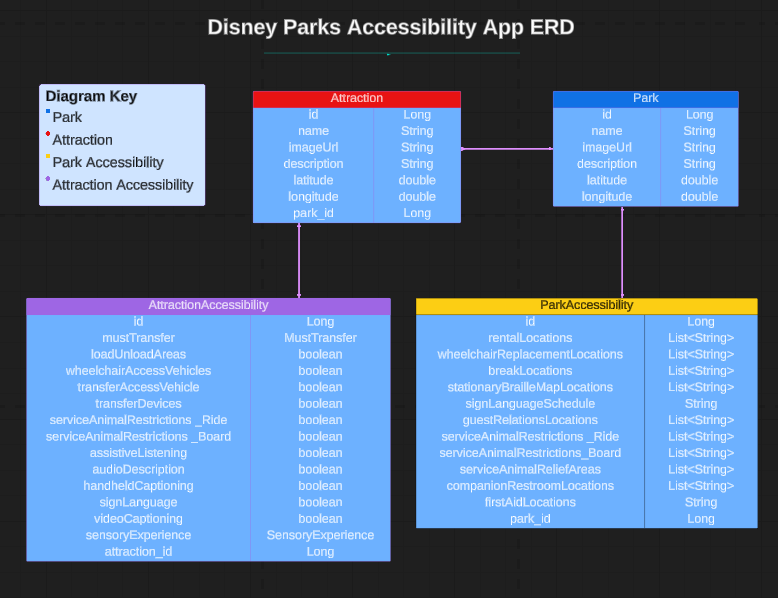 Disney Parks Accessibility App ERD
Diagram Key
Park
Attraction
Park Accessibility
Attraction Accessibility
Attraction
id Long
name String
imageUrl String
description String
latitude double
longitude double
park_id Long
Park
id Long
name String
imageUrl String
description String
latitude double
longitude double
AttractionAccessibility
id Long
mustTransfer MustTransfer
loadUnloadAreas boolean
wheelchairAccessVehicles boolean
transferAccessVehicle boolean
transferDevices boolean
serviceAnimalRestrictions _Ride boolean
serviceAnimalRestrictions _Board boolean
assistiveListening boolean
audioDescription boolean
handheldCaptioning boolean
signLanguage boolean
videoCaptioning boolean
sensoryExperience SensoryExperience
attraction_id Long
ParkAccessibility
id Long
rentalLocations List<String>
wheelchairReplacementLocations List<String>
breakLocations List<String>
stationaryBrailleMapLocations List<String>
signLanguageSchedule String
guestRelationsLocations List<String>
serviceAnimalRestrictions _Ride List<String>
serviceAnimalRestrictions_Board List<String>
serviceAnimalReliefAreas List<String>
companionRestroomLocations List<String>
firstAidLocations String
park_id Long